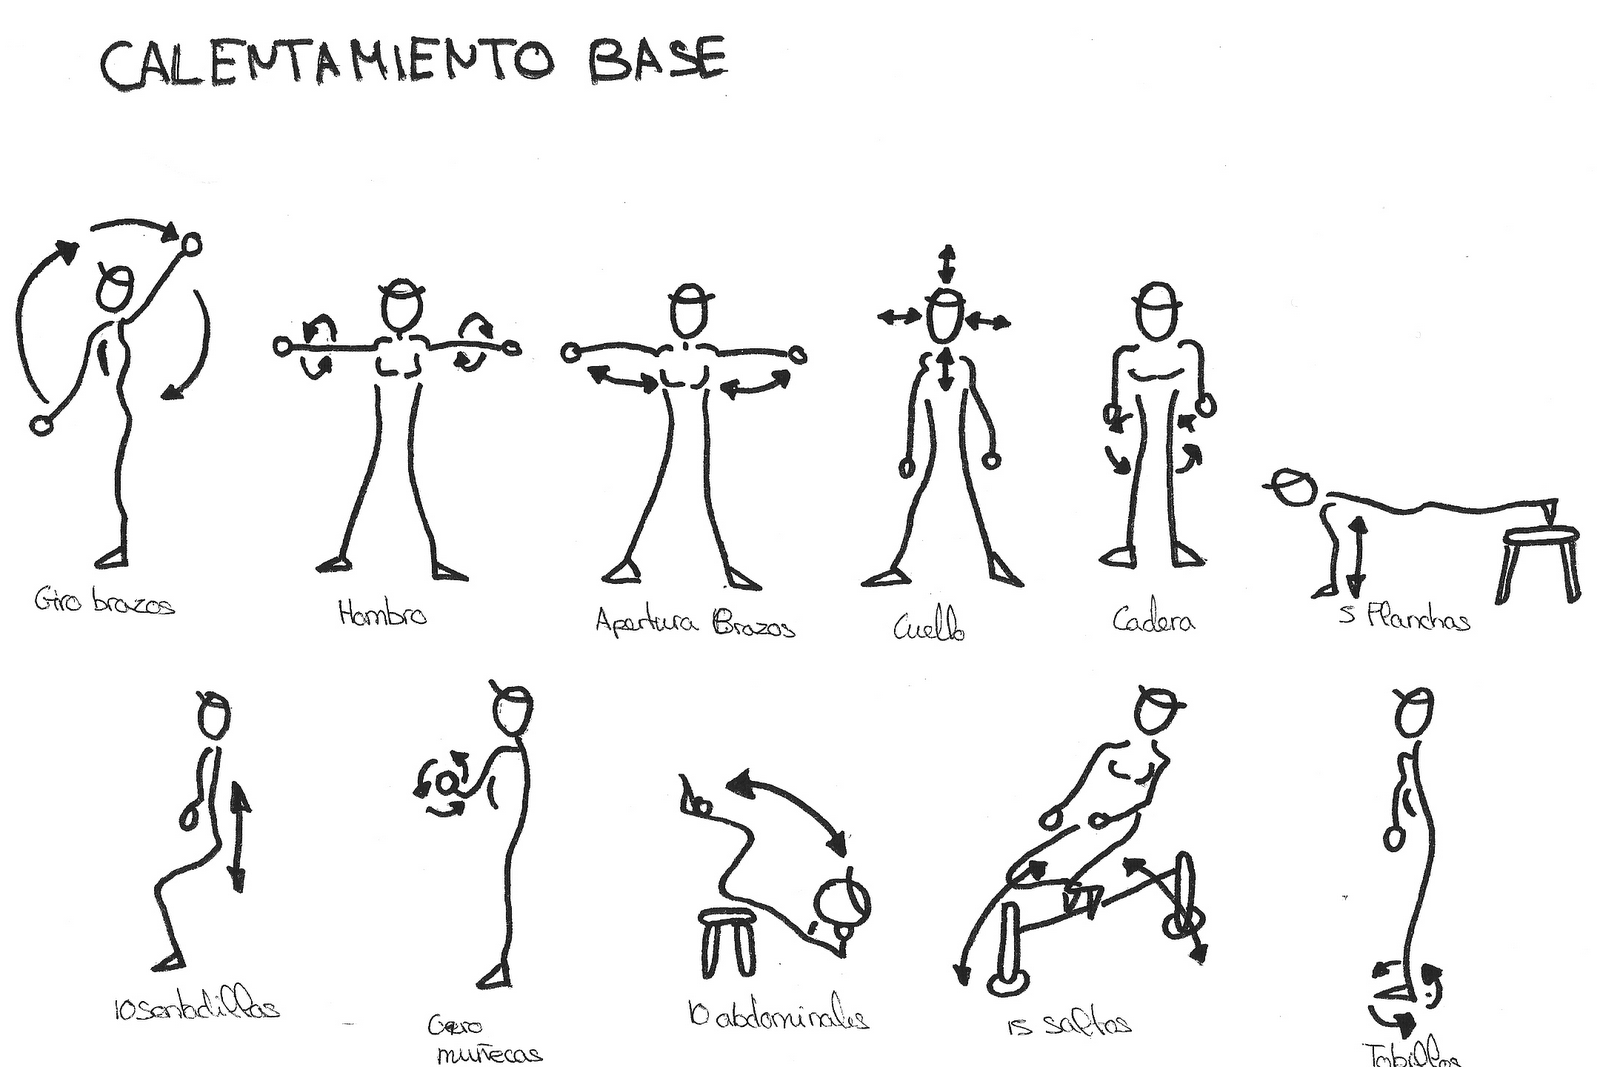 CALENTAMIENTO BASE
Giro brazos
Hombro
Apertura Brazos
Cuello
Cadera
5 Planchas
10 sentadillas
Giro
muñecas
10 abdominales
15 saltos
Tobillos